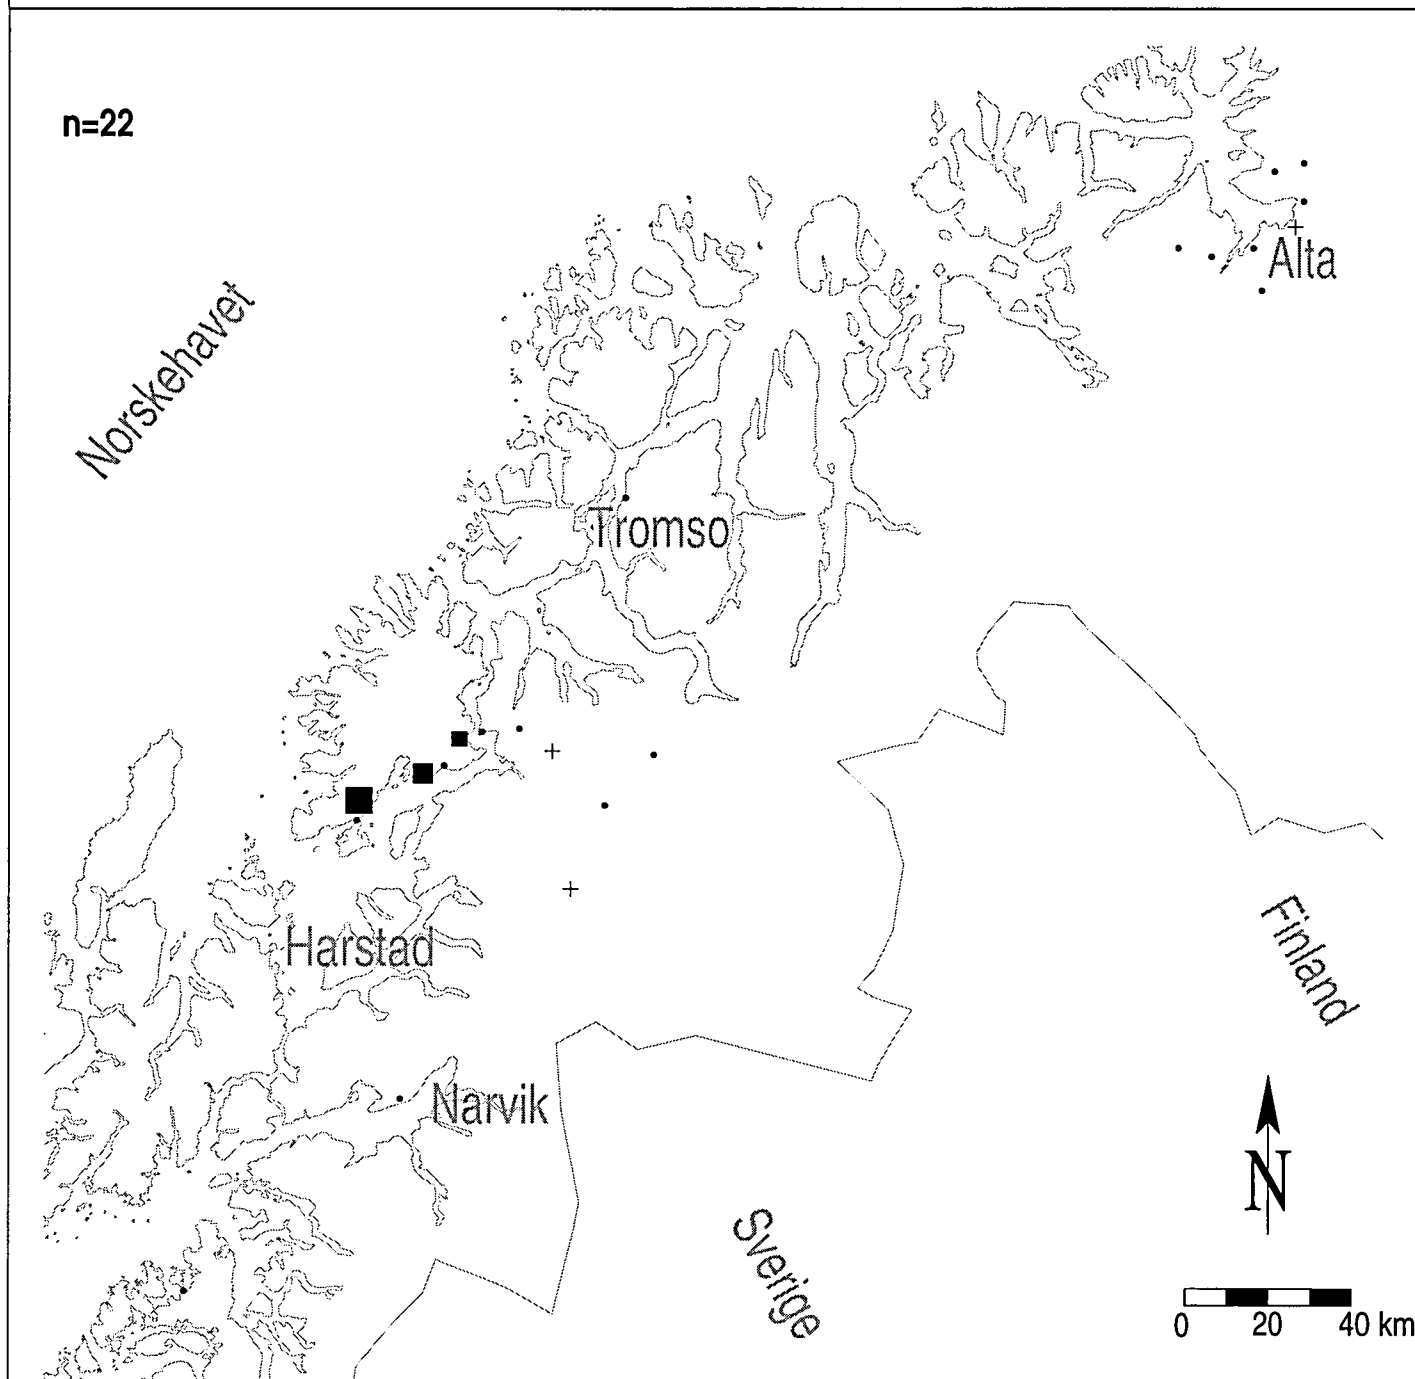 n=22
Norskehavet
Alta
Tromso
Harstad
Finland
Narvik
N
Sverige
0 20 40 km